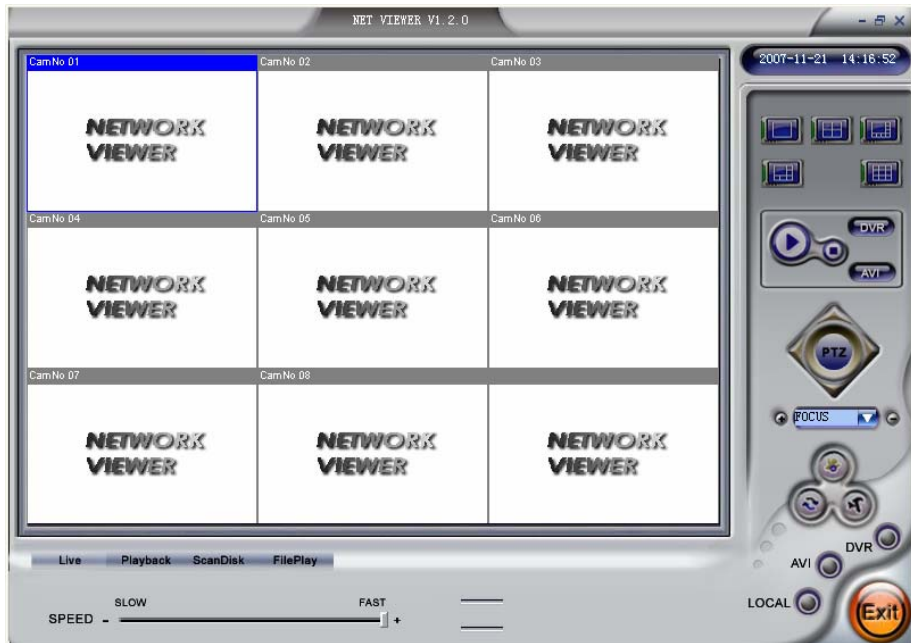 NET VIEWER V1.2.0
2007-11-21 14:16:52
CamNo 01
CamNo 02
CamNo 03
NETWORK
VIEWER
NETWORK
VIEWER
NETWORK
VIEWER
CamNo 04
CamNo 05
CamNo 06
NETWORK
VIEWER
NETWORK
VIEWER
NETWORK
VIEWER
CamNo 07
CamNo 08
NETWORK
VIEWER
NETWORK
VIEWER
NETWORK
VIEWER
DVR
AVI
PTZ
FOCUS
Live Playback ScanDisk FilePlay
SLOW FAST
SPEED - +
DVR
AVI
LOCAL
Exit